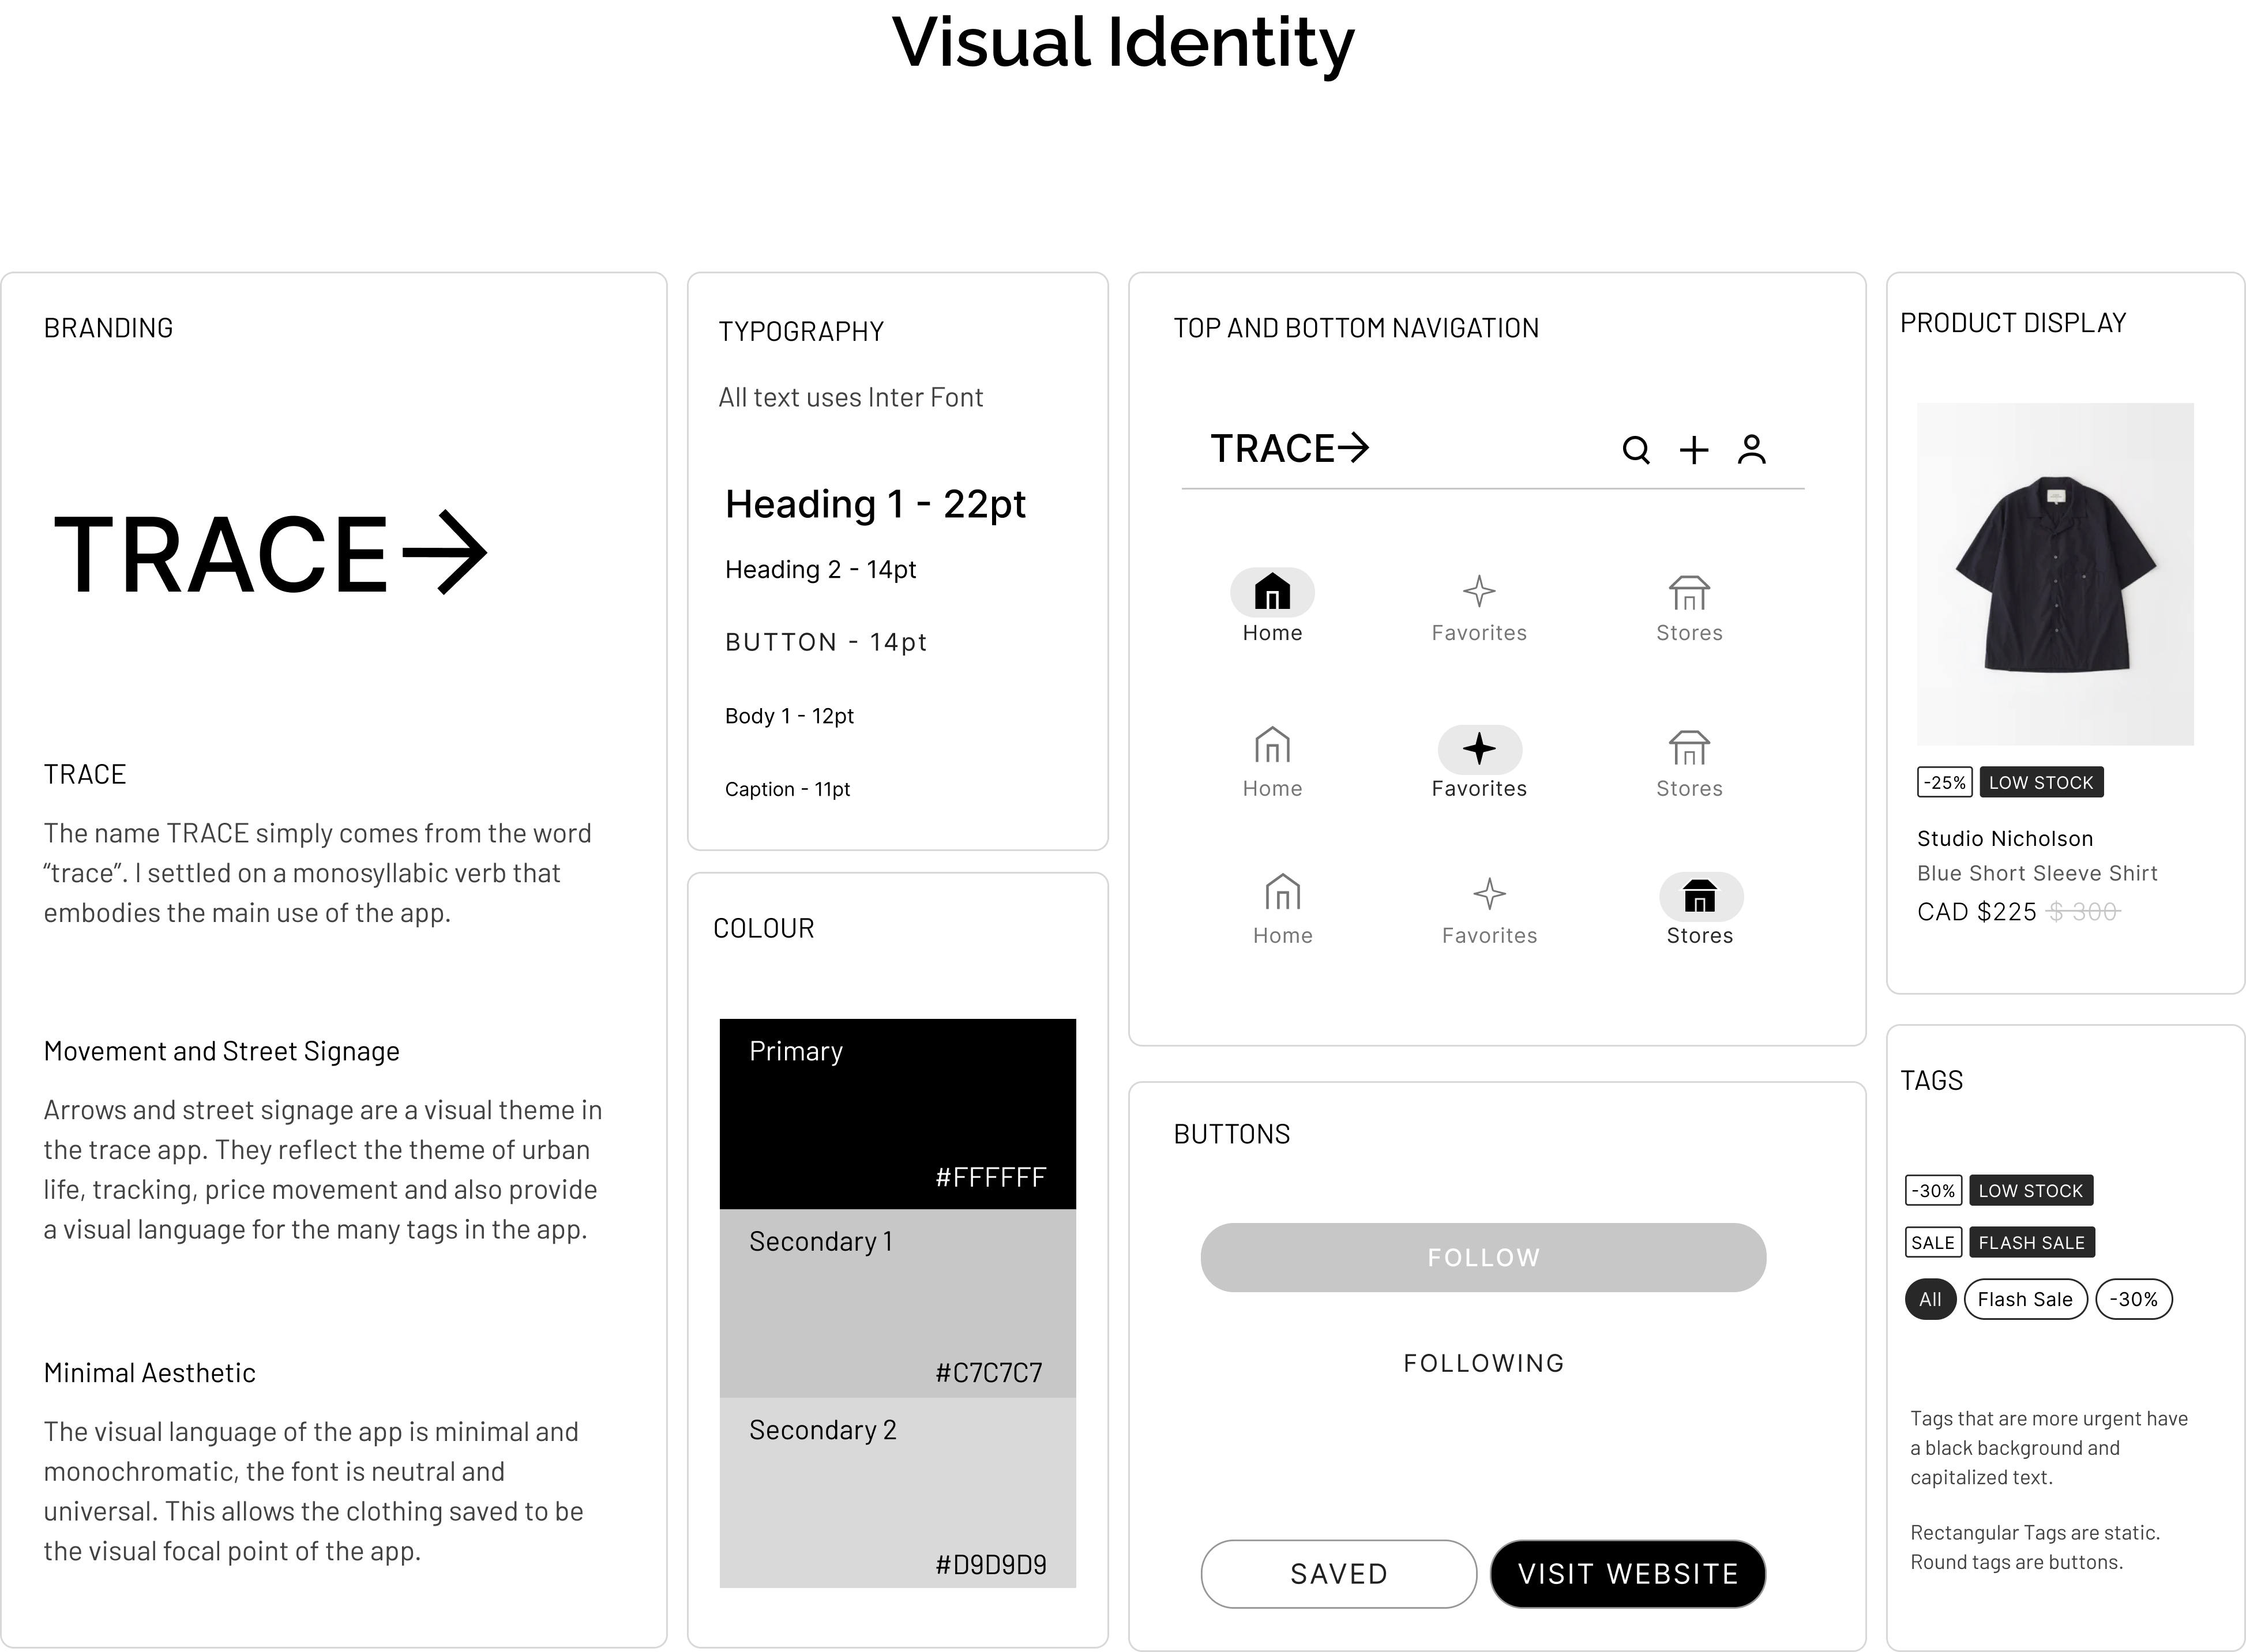 Visual Identity
BRANDING
TRACE→
TRACE
The name TRACE simply comes from the word
“trace”. I settled on a monosyllabic verb that
embodies the main use of the app.
Movement and Street Signage
Arrows and street signage are a visual theme in
the trace app. They reflect the theme of urban
life, tracking, price movement and also provide
a visual language for the many tags in the app.
Minimal Aesthetic
The visual language of the app is minimal and
monochromatic, the font is neutral and
universal. This allows the clothing saved to be
the visual focal point of the app.
TYPOGRAPHY
All text uses Inter Font
Heading 1 - 22pt
Heading 2 - 14pt
BUTTON - 14pt
Body 1 - 12pt
Caption - 11pt
COLOUR
Primary
#FFFFFF
Secondary 1
#C7C7C7
Secondary 2
#D9D9D9
TOP AND BOTTOM NAVIGATION
TRACE→
Home Favorites Stores
Home Favorites Stores
Home Favorites Stores
BUTTONS
FOLLOW
FOLLOWING
SAVED VISIT WEBSITE
PRODUCT DISPLAY
-25% LOW STOCK
Studio Nicholson
Blue Short Sleeve Shirt
CAD $225 $ 300
TAGS
-30% LOW STOCK
SALE FLASH SALE
All Flash Sale -30%
Tags that are more urgent have
a black background and
capitalized text.
Rectangular Tags are static.
Round tags are buttons.